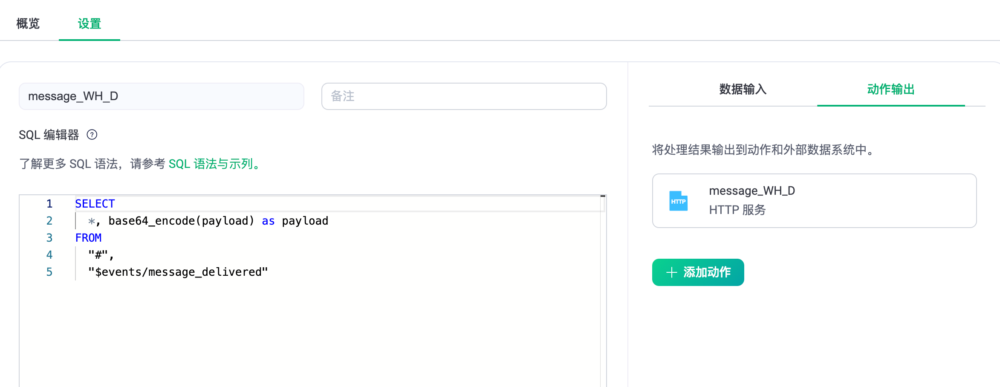 概览 设置
message_WH_D 备注
SQL 编辑器 ?
了解更多 SQL 语法，请参考 SQL 语法与示列。
1 SELECT
2 *, base64_encode(payload) as payload
3 FROM
4 "#",
5 "$events/message_delivered"
数据输入 动作输出
将处理结果输出到动作和外部数据系统中。
HTTP
message_WH_D
HTTP 服务
添加动作